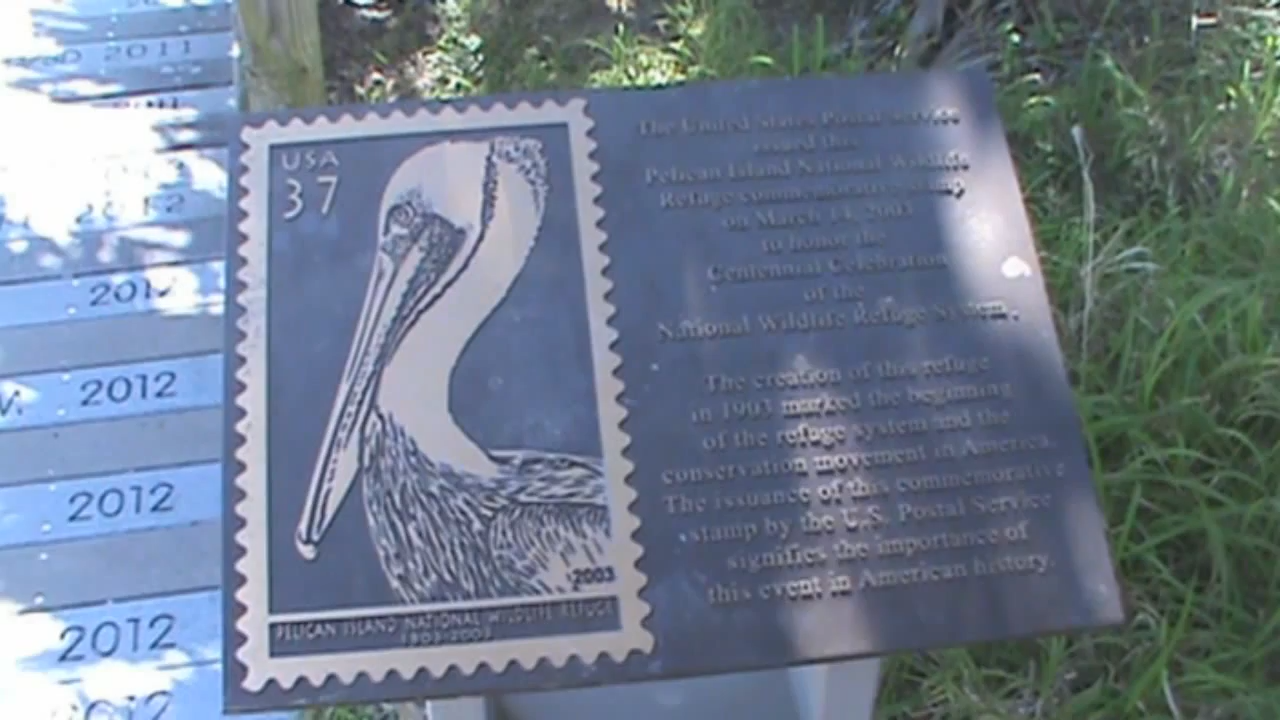 2011
2012
2012
2012
V. 2012
2012
2012
2012
USA
37
2003
PELICAN ISLAND NATIONAL WILDLIFE REFUGE
1903-2003
The United States Postal Service
issued this
Pelican Island National Wildlife
Refuge commemorative stamp
on March 14, 2003
to honor the
Centennial Celebration
of the
National Wildlife Refuge System.
The creation of this refuge
in 1903 marked the beginning
of the refuge system and the
conservation movement in America.
The issuance of this commemorative
stamp by the U.S. Postal Service
signifies the importance of
this event in American history.